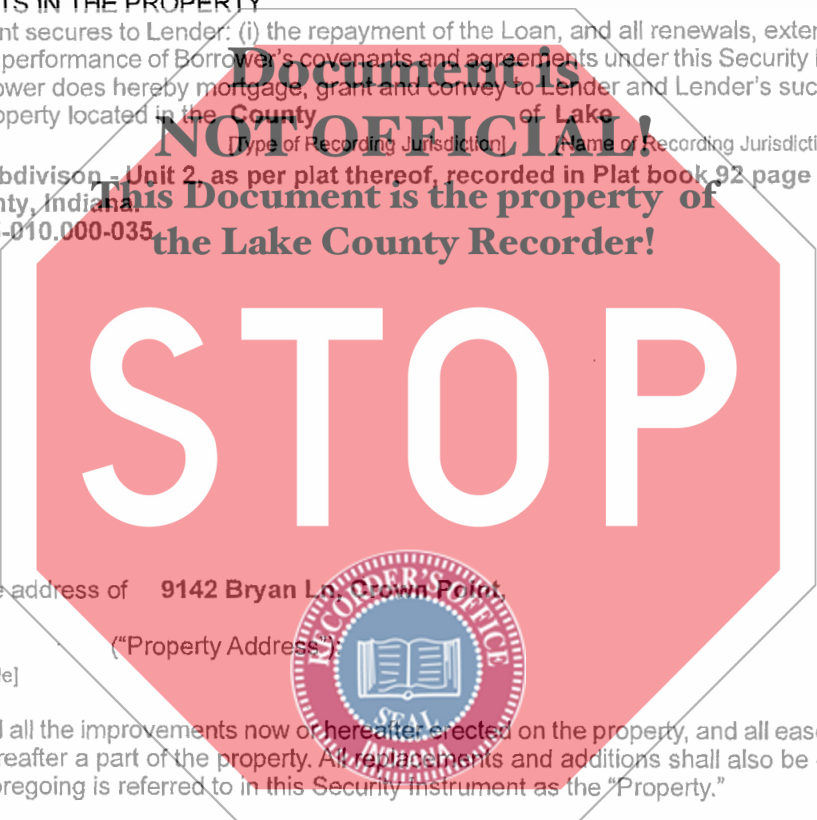 TS IN THE PROPERTY
nt secures to Lender: (i) the repayment of the Loan, and all renewals, exter
performance of Borrower's covenants and agreements under this Security
ower does hereby mortgage, grant and convey to Lender and Lender's suc
operty located in the County of Lake
[Type of Recording Jurisdiction] [Name of Recording Jurisdicti
bdivison - Unit 2, as per plat thereof, recorded in Plat book 92 page
nty, Indiana.
-010.000-035
Document is
NOT OFFICIAL!
This Document is the property of
the Lake County Recorder!
STOP
e address of 9142 Bryan Ln, Crown Point,
("Property Address"):
le]
RECORDER'S OFFICE
SEAL
INDIANA
l all the improvements now or hereafter erected on the property, and all ease
reafter a part of the property. All replacements and additions shall also be
oregoing is referred to in this Security Instrument as the "Property."